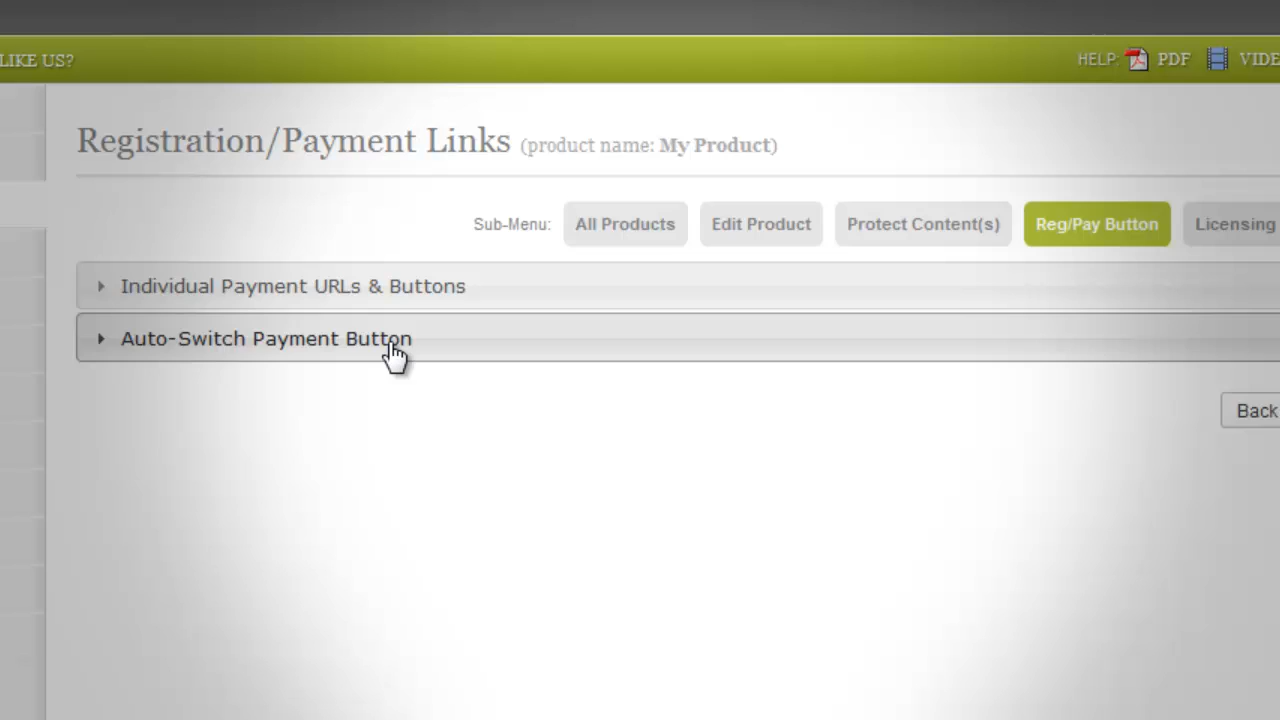 LIKE US?
HELP: PDF VIDE
Registration/Payment Links (product name: My Product)
Sub-Menu: All Products Edit Product Protect Content(s) Reg/Pay Button Licensing
Individual Payment URLs & Buttons
Auto-Switch Payment Button
Back